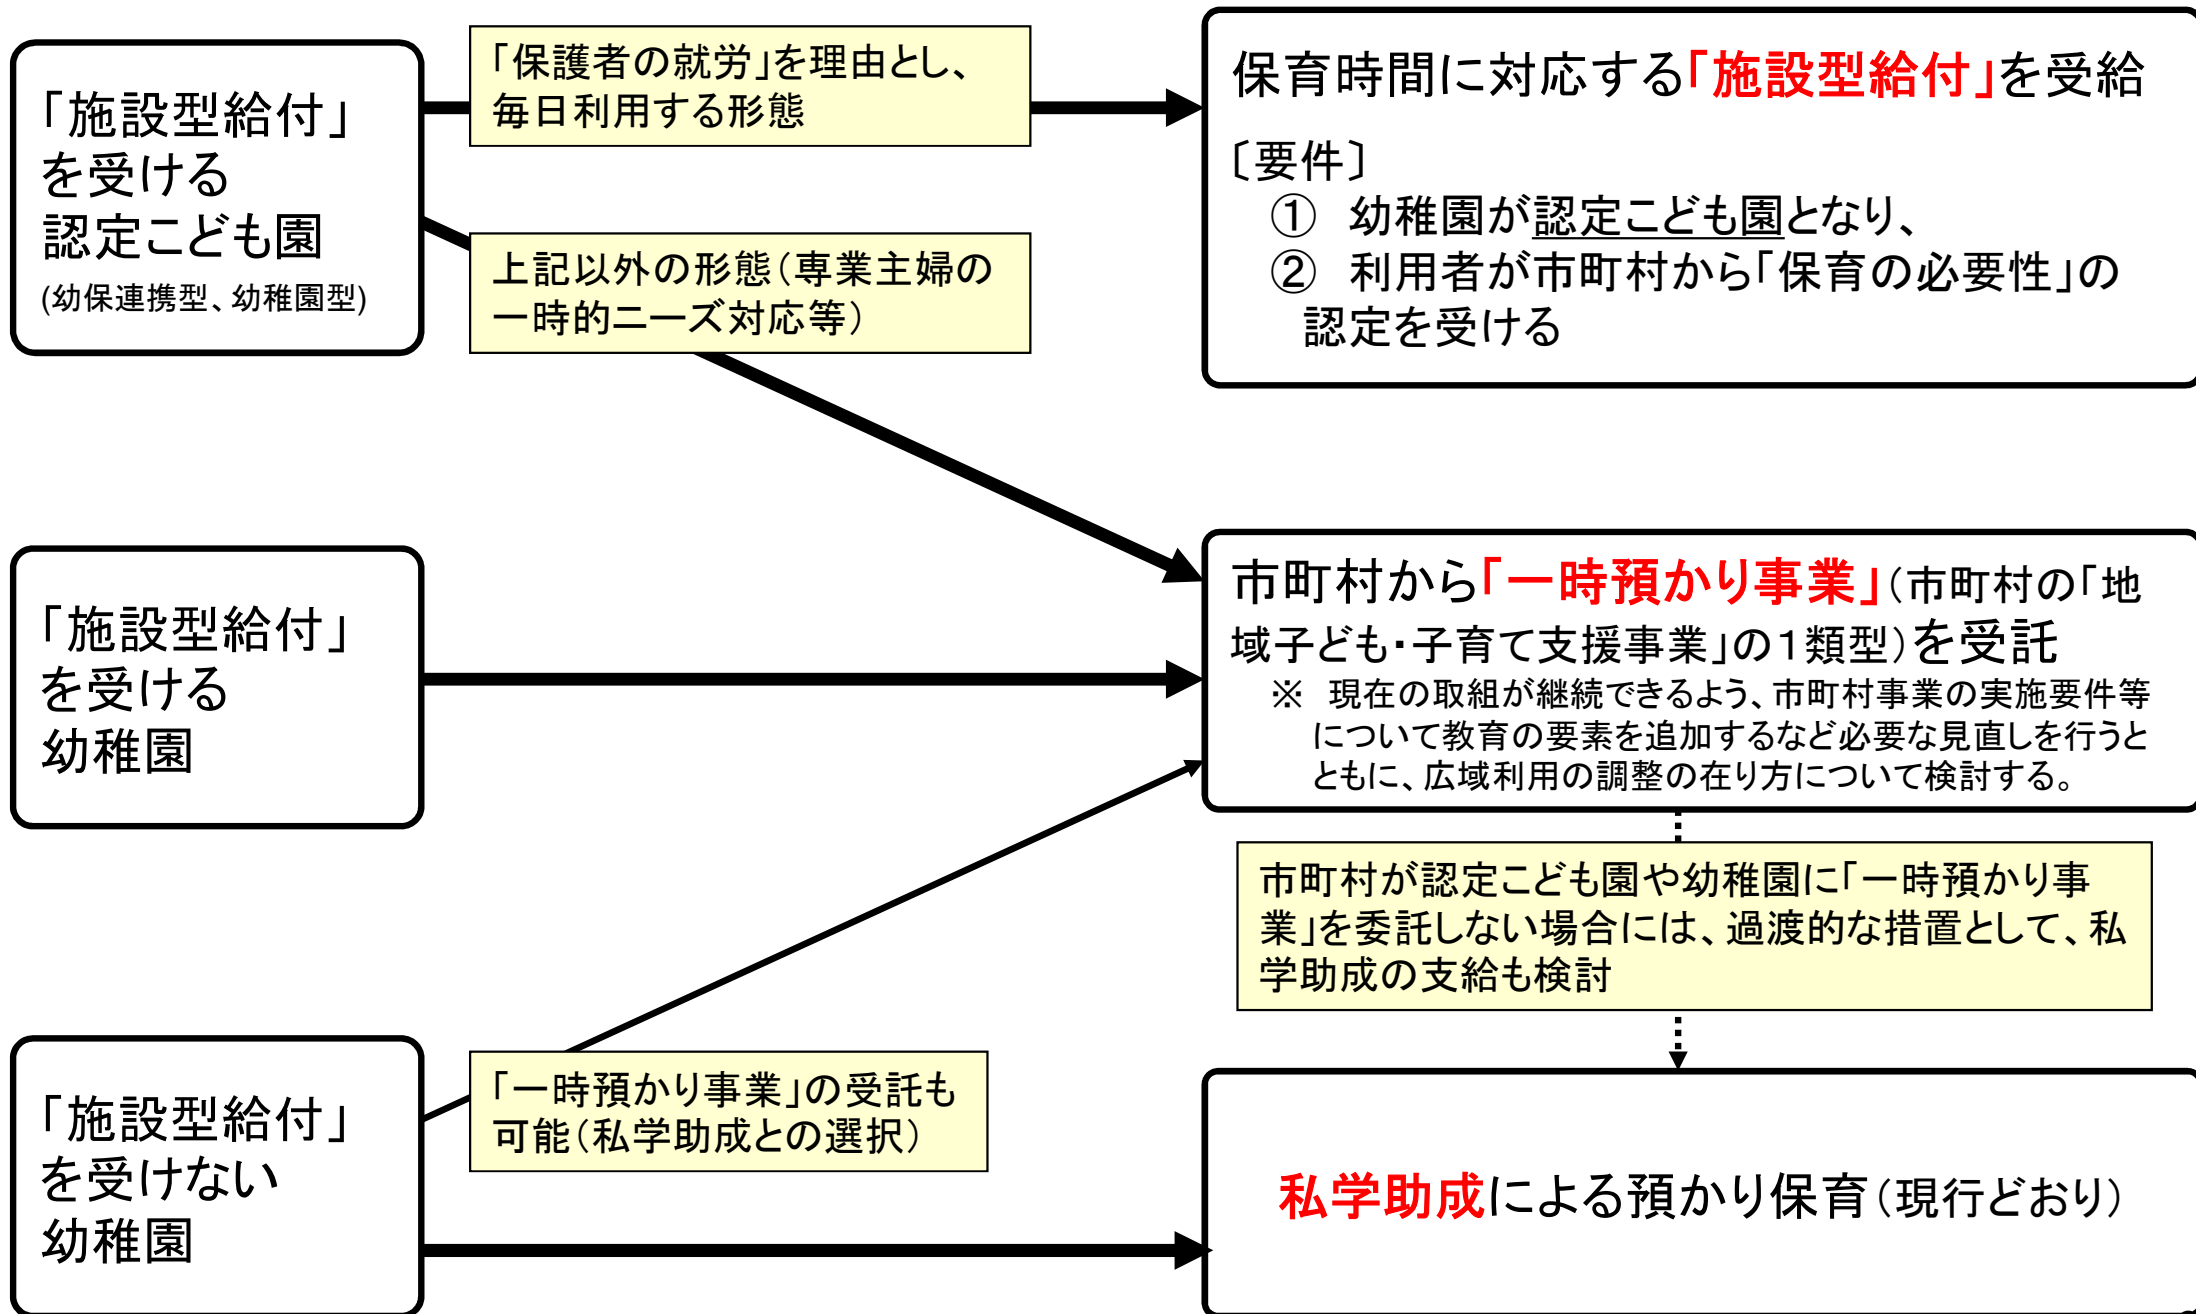 「施設型給付」
を受ける
認定こども園
(幼保連携型、幼稚園型)
「保護者の就労」を理由とし、
毎日利用する形態
上記以外の形態(専業主婦の
一時的ニーズ対応等)
保育時間に対応する「施設型給付」を受給
〔要件〕
① 幼稚園が認定こども園となり、
② 利用者が市町村から「保育の必要性」の
認定を受ける
「施設型給付」
を受ける
幼稚園
市町村から「一時預かり事業」(市町村の「地
域子ども・子育て支援事業」の1類型)を受託
※ 現在の取組が継続できるよう、市町村事業の実施要件等
について教育の要素を追加するなど必要な見直しを行うと
ともに、広域利用の調整の在り方について検討する。
市町村が認定こども園や幼稚園に「一時預かり事
業」を委託しない場合には、過渡的な措置として、私
学助成の支給も検討
「施設型給付」
を受けない
幼稚園
「一時預かり事業」の受託も
可能(私学助成との選択)
私学助成による預かり保育(現行どおり)